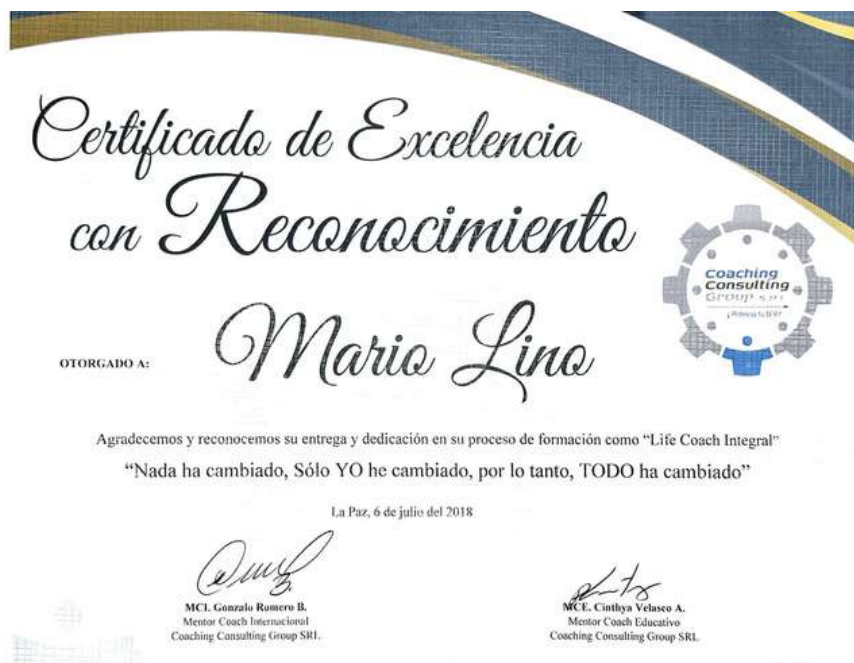 Certificado de Excelencia
con Reconocimiento
Coaching
Consulting
Group SRL
OTORGADO A:
Mario Lino
Agradecemos y reconocemos su entrega y dedicación en su proceso de formación como “Life Coach Integral”
“Nada ha cambiado, Sólo YO he cambiado, por lo tanto, TODO ha cambiado”
La Paz, 6 de julio del 2018
MCI. Gonzalo Romero B.
Mentor Coach Internacional
Coaching Consulting Group SRL
MCE. Cinthya Velasco A.
Mentor Coach Educativo
Coaching Consulting Group SRL